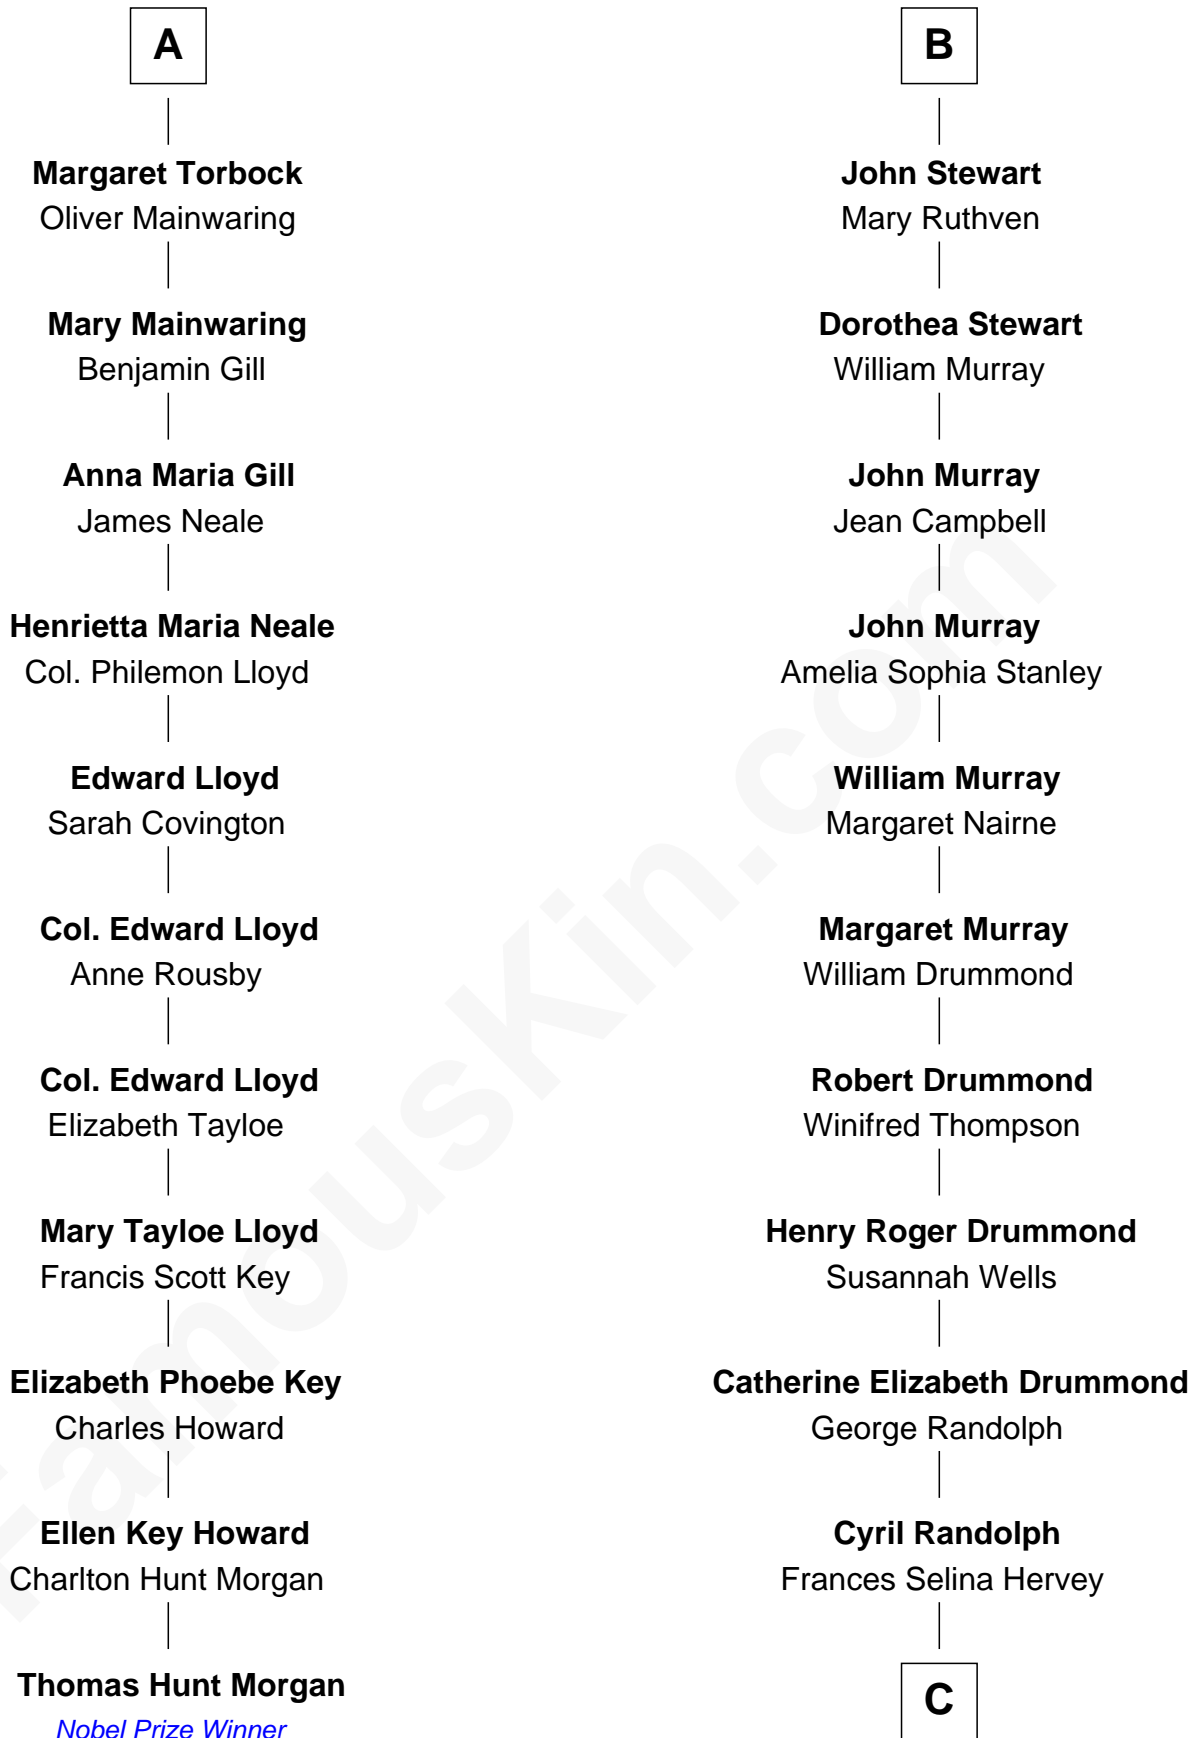 A
Margaret Torbock
Oliver Mainwaring
Mary Mainwaring
Benjamin Gill
Anna Maria Gill
James Neale
Henrietta Maria Neale
Col. Philemon Lloyd
Edward Lloyd
Sarah Covington
Col. Edward Lloyd
Anne Rousby
Col. Edward Lloyd
Elizabeth Tayloe
Mary Tayloe Lloyd
Francis Scott Key
Elizabeth Phoebe Key
Charles Howard
Ellen Key Howard
Charlton Hunt Morgan
Thomas Hunt Morgan
Nobel Prize Winner
B
John Stewart
Mary Ruthven
Dorothea Stewart
William Murray
John Murray
Jean Campbell
John Murray
Amelia Sophia Stanley
William Murray
Margaret Nairne
Margaret Murray
William Drummond
Robert Drummond
Winifred Thompson
Henry Roger Drummond
Susannah Wells
Catherine Elizabeth Drummond
George Randolph
Cyril Randolph
Frances Selina Hervey
C
FamousKin.com